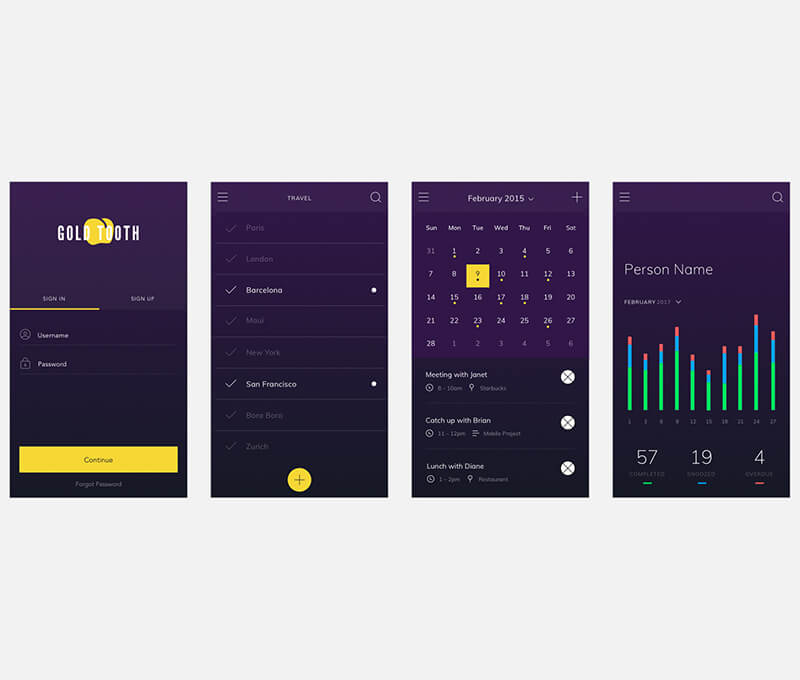 GOLD TOOTH
SIGN IN SIGN UP
Username
Password
Continue
Forgot Password
TRAVEL
Paris
London
Barcelona
Maui
New York
San Francisco
Bora Bora
Zurich
February 2015
Sun Mon Tue Wed Thu Fri Sat
31 1 2 3 4 5 6
7 8 9 10 11 12 13
14 15 16 17 18 19 20
21 22 23 24 25 26 27
28 1 2 3 4 5 6
Meeting with Janet
8 - 10am Starbucks
Catch up with Brian
11 - 12pm Mobile Project
Lunch with Diane
1 - 2pm Restaurant
Person Name
FEBRUARY 2017
1 3 6 9 12 15 18 21 24 27
57 19 4
COMPLETED SNOOZED OVERDUE